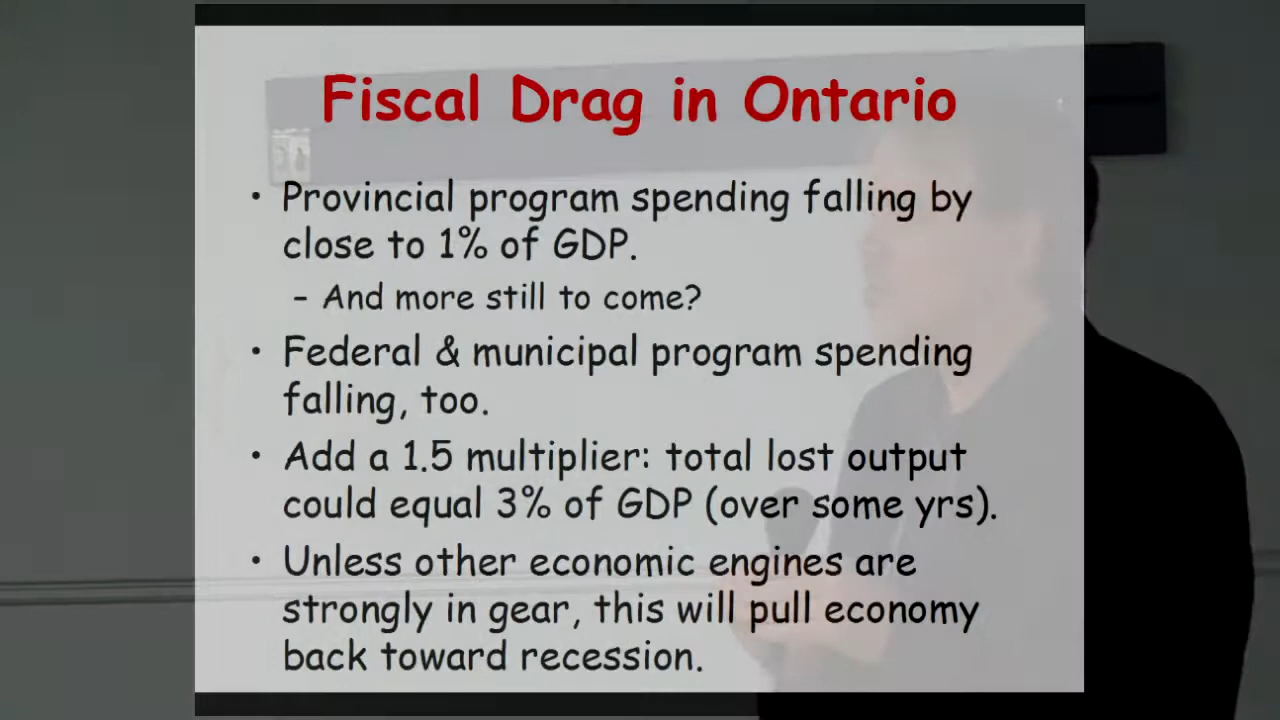 Fiscal Drag in Ontario
• Provincial program spending falling by
close to 1% of GDP.
– And more still to come?
• Federal & municipal program spending
falling, too.
• Add a 1.5 multiplier: total lost output
could equal 3% of GDP (over some yrs).
• Unless other economic engines are
strongly in gear, this will pull economy
back toward recession.